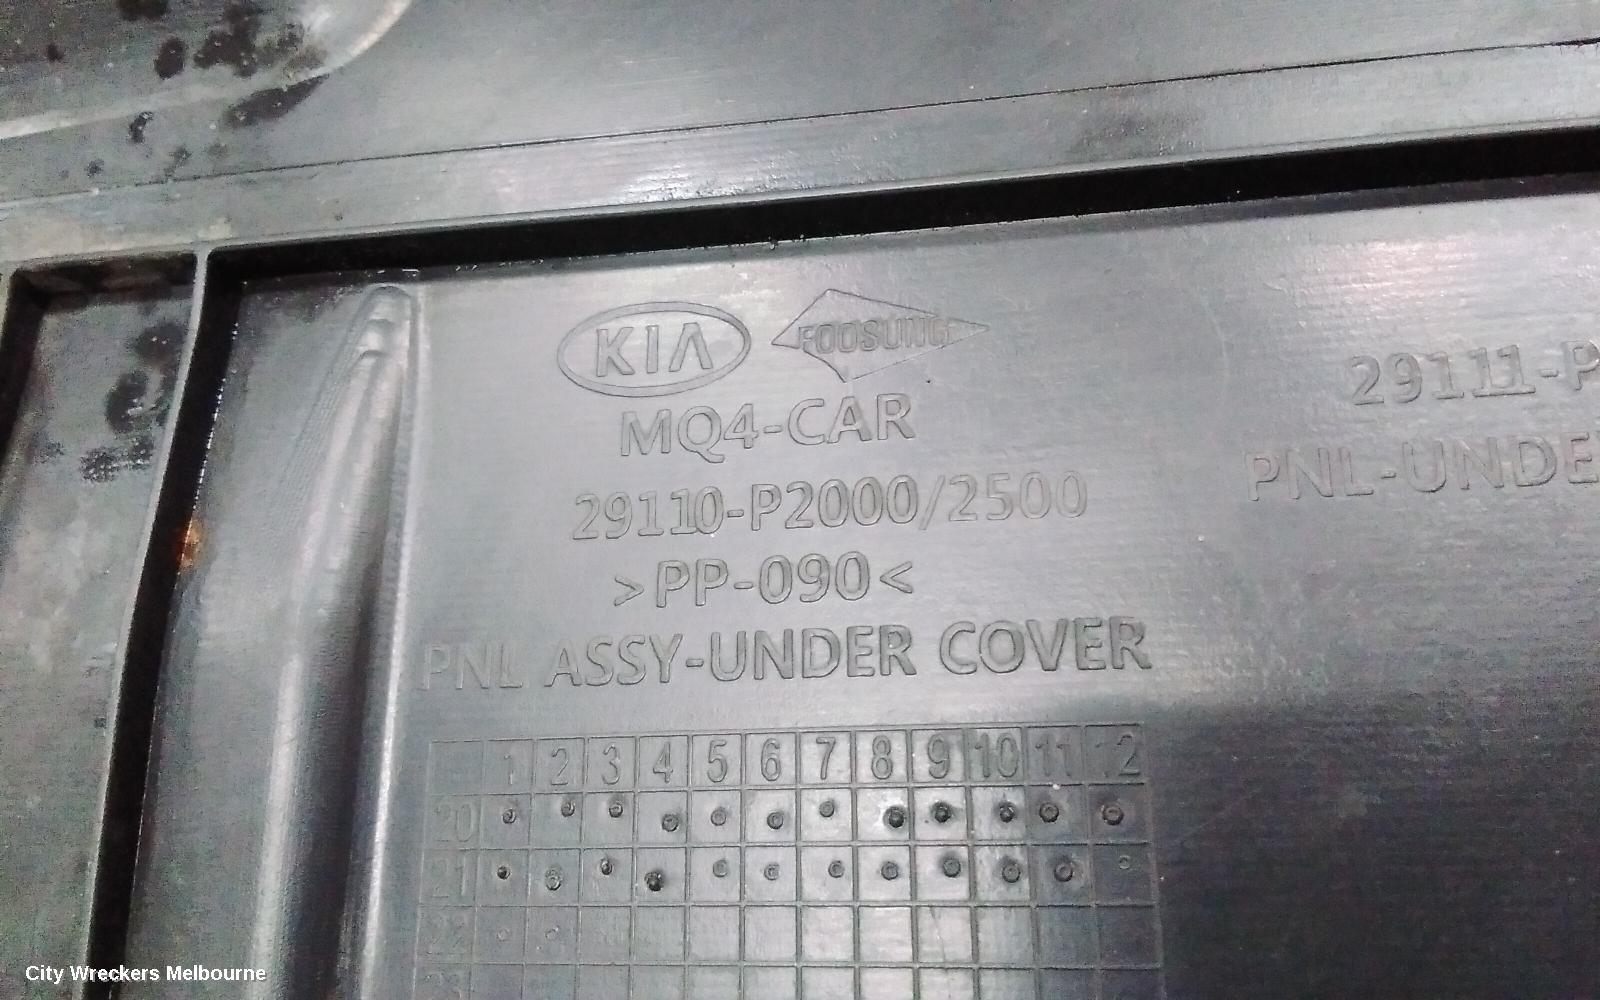 KIA FOOSUNG
MQ4-CAR
29110-P2000/2500
>PP-090<
PNL ASSY-UNDER COVER
29111-P
PNL-UNDE
1 2 3 4 5 6 7 8 9 10 11 12
20
21
22
City Wreckers Melbourne